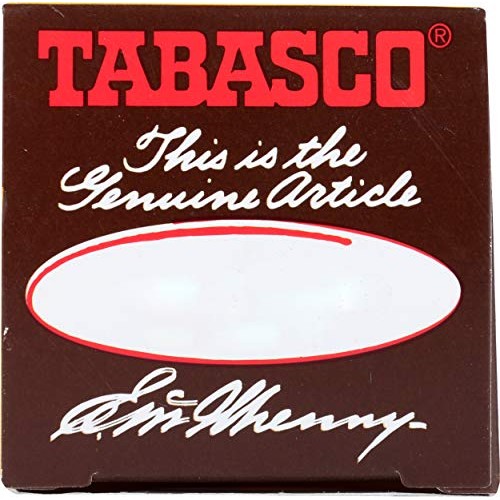 TABASCO®
This is the
Genuine Article
E. McIlhenny